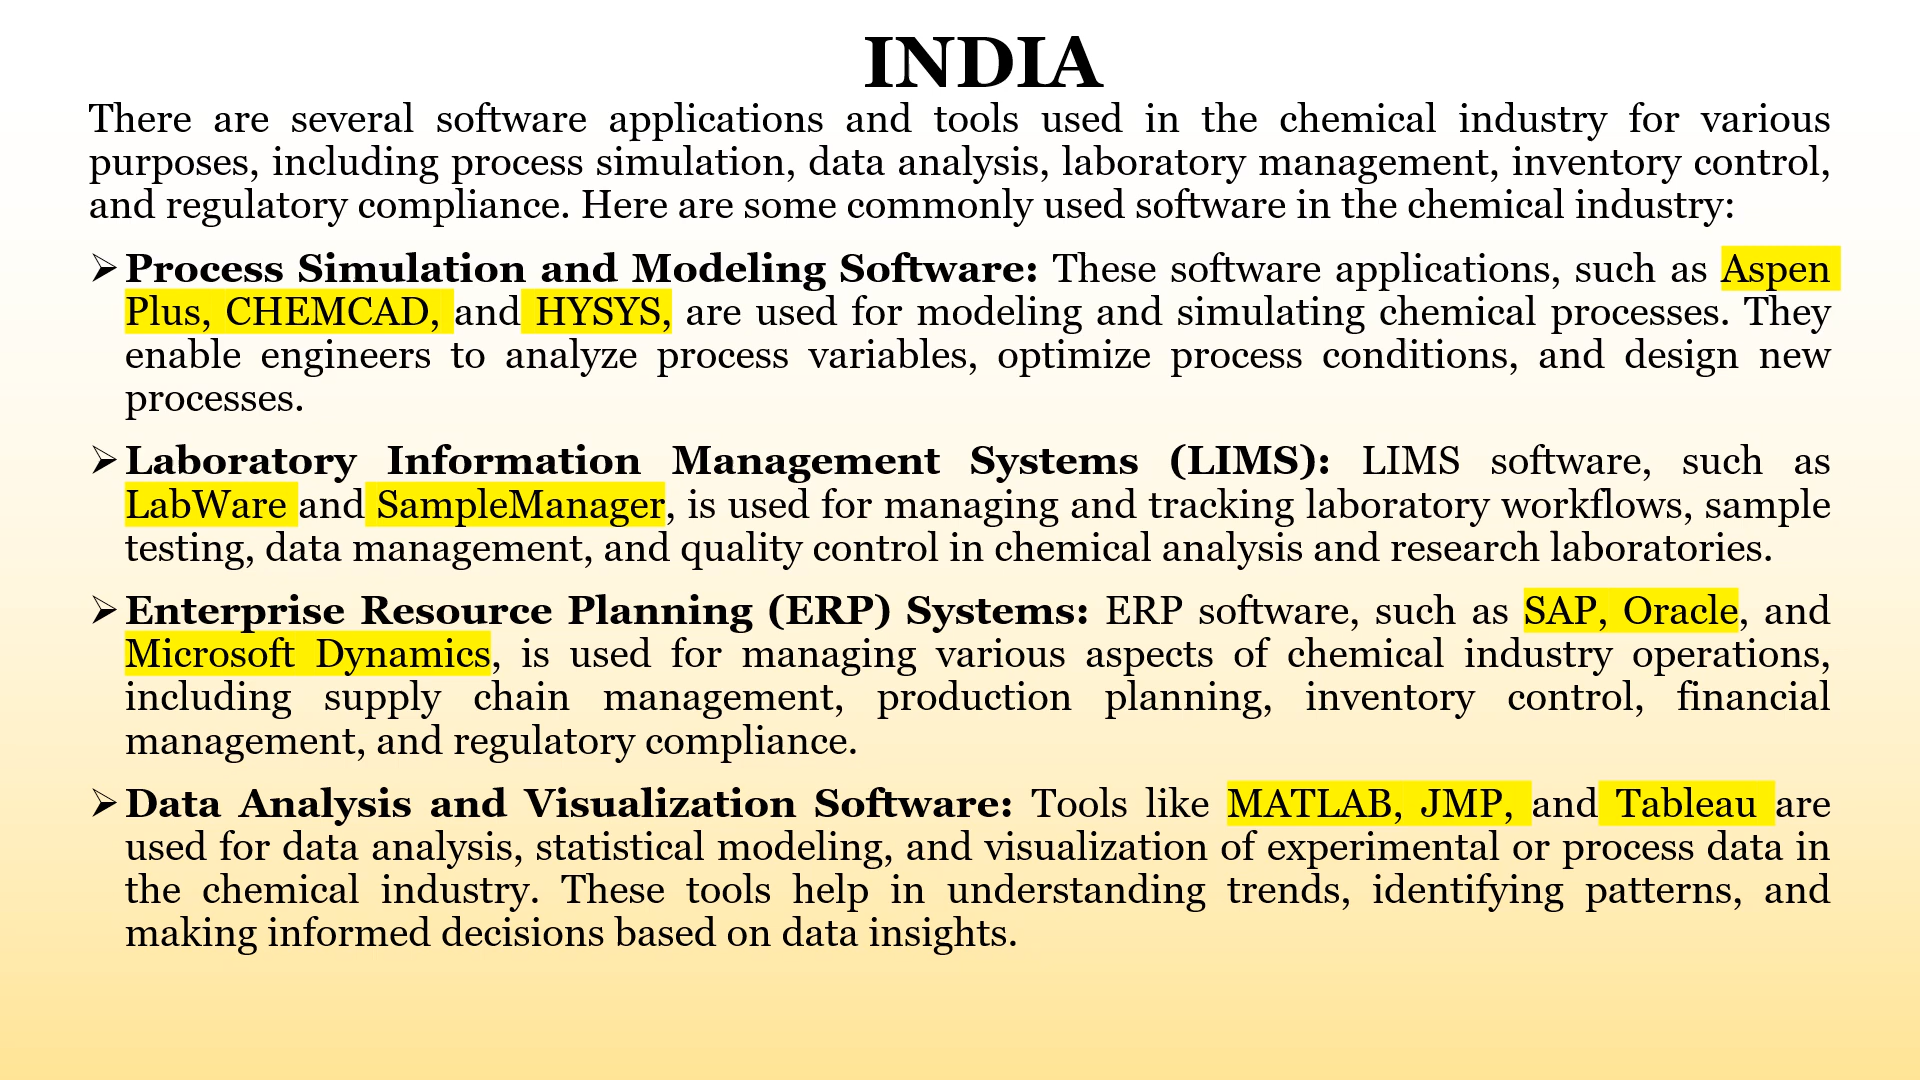 INDIA
There are several software applications and tools used in the chemical industry for various
purposes, including process simulation, data analysis, laboratory management, inventory control,
and regulatory compliance. Here are some commonly used software in the chemical industry:
➢ Process Simulation and Modeling Software: These software applications, such as Aspen
Plus, CHEMCAD, and HYSYS, are used for modeling and simulating chemical processes. They
enable engineers to analyze process variables, optimize process conditions, and design new
processes.
➢ Laboratory Information Management Systems (LIMS): LIMS software, such as
LabWare and SampleManager, is used for managing and tracking laboratory workflows, sample
testing, data management, and quality control in chemical analysis and research laboratories.
➢ Enterprise Resource Planning (ERP) Systems: ERP software, such as SAP, Oracle, and
Microsoft Dynamics, is used for managing various aspects of chemical industry operations,
including supply chain management, production planning, inventory control, financial
management, and regulatory compliance.
➢ Data Analysis and Visualization Software: Tools like MATLAB, JMP, and Tableau are
used for data analysis, statistical modeling, and visualization of experimental or process data in
the chemical industry. These tools help in understanding trends, identifying patterns, and
making informed decisions based on data insights.